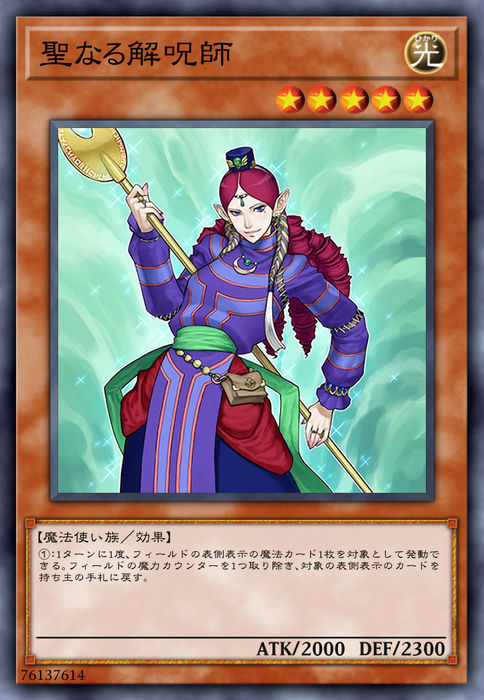 聖なる解呪師
ひかり
光
【魔法使い族／効果】
①:1ターンに1度、フィールドの表側表示の魔法カード1枚を対象として発動で
きる。フィールドの魔力カウンターを1つ取り除き、対象の表側表示のカードを
持ち主の手札に戻す。
ATK/2000 DEF/2300
76137614